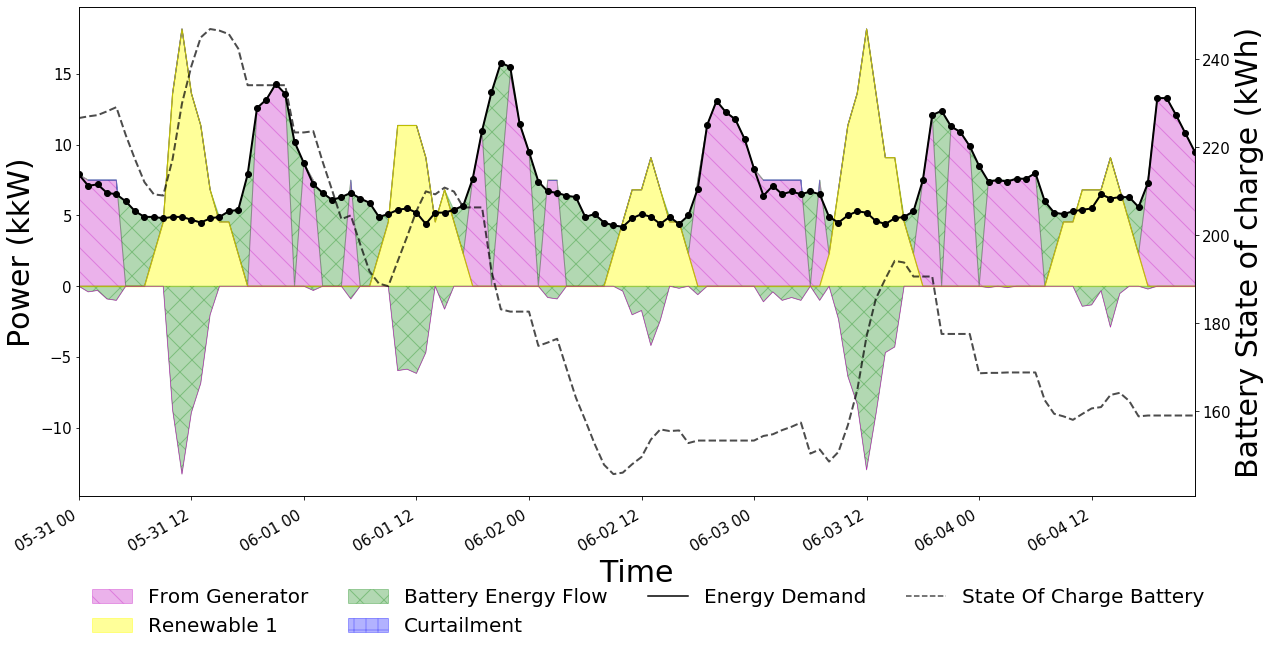 15
10
5
0
−5
−10
Power (kkW)
240
220
200
180
160
Battery State of charge (kWh)
05-31 00
05-31 12
06-01 00
06-01 12
06-02 00
06-02 12
06-03 00
06-03 12
06-04 00
06-04 12
Time
From Generator
Battery Energy Flow
Energy Demand
State Of Charge Battery
Renewable 1
Curtailment